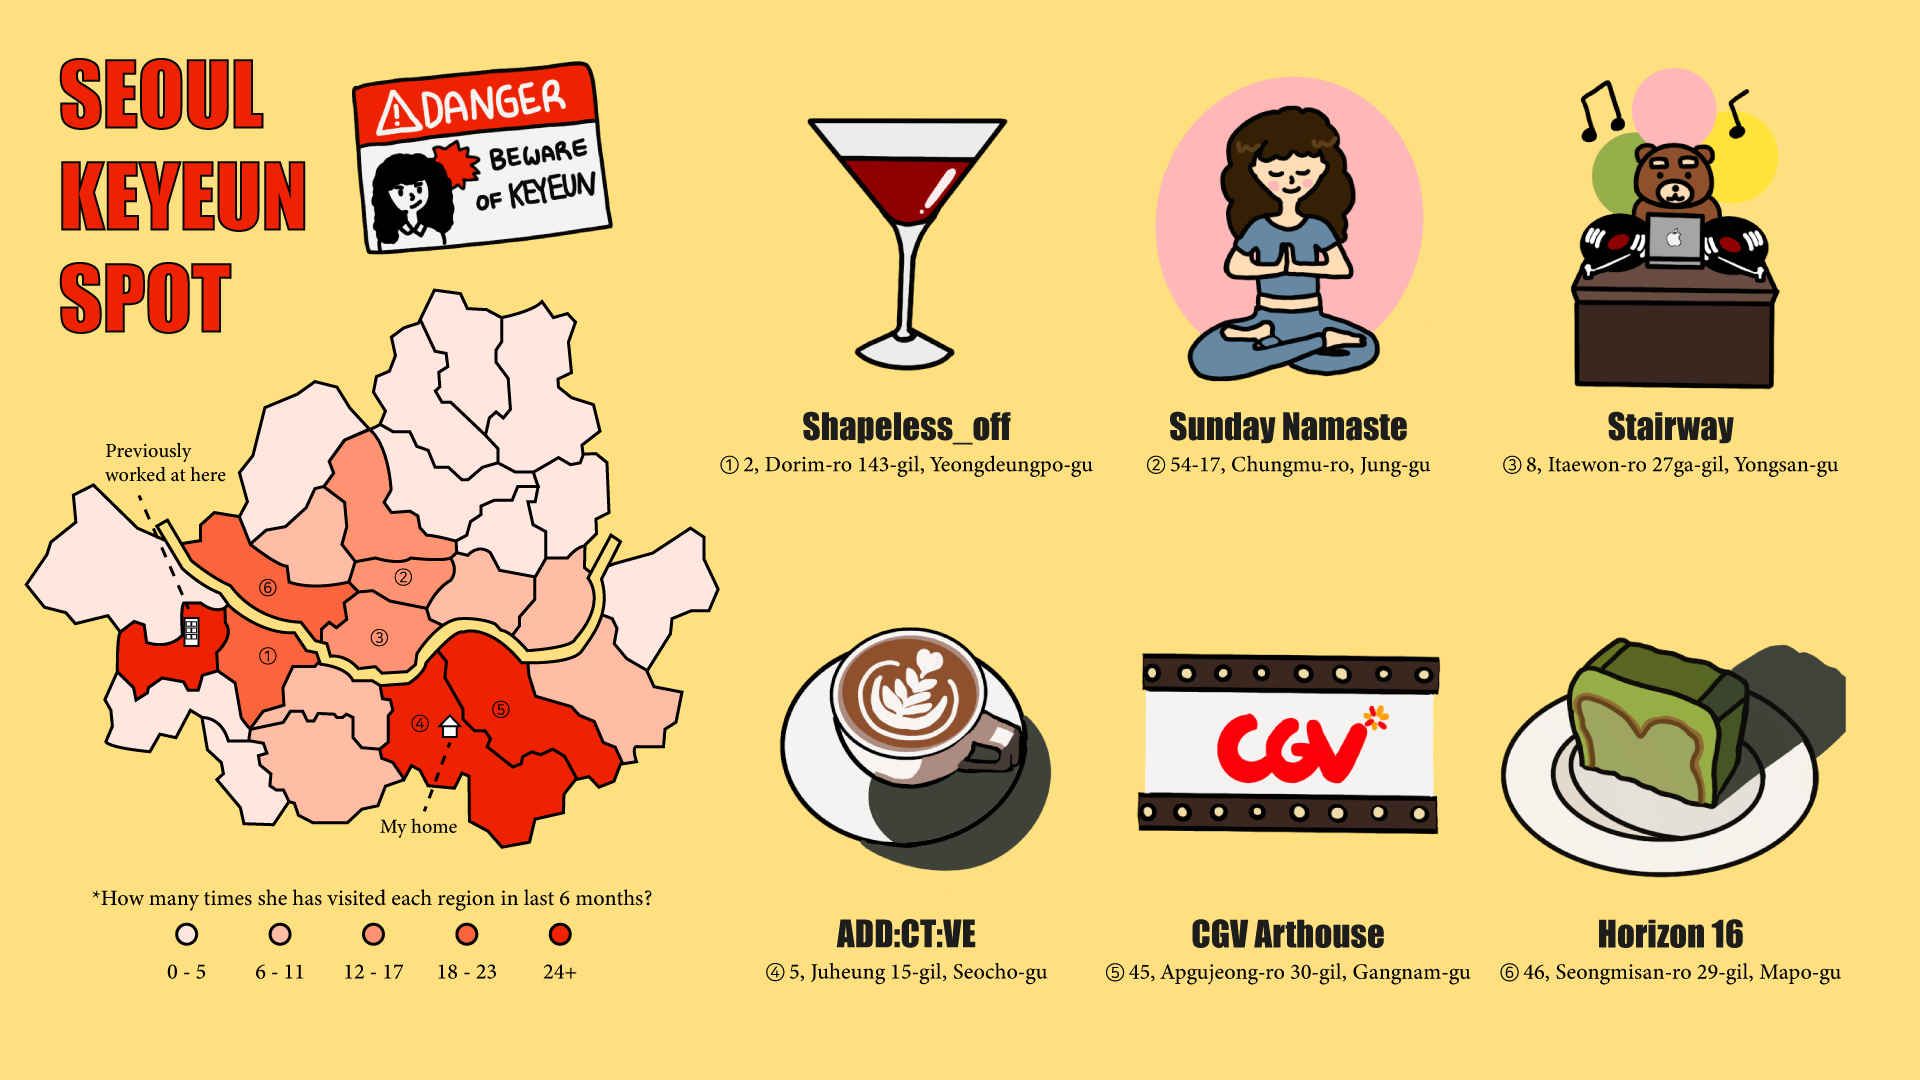 SEOUL
KEYEUN
SPOT
DANGER
BEWARE
OF KEYEUN
Previously
worked at here
⑥
②
①
③
④
⑤
My home
*How many times she has visited each region in last 6 months?
0 - 5
6 - 11
12 - 17
18 - 23
24+
Shapeless_off
① 2, Dorim-ro 143-gil, Yeongdeungpo-gu
Sunday Namaste
② 54-17, Chungmu-ro, Jung-gu
Stairway
③ 8, Itaewon-ro 27ga-gil, Yongsan-gu
ADD:CT:VE
④ 5, Juheung 15-gil, Seocho-gu
CGV
CGV Arthouse
⑤ 45, Apgujeong-ro 30-gil, Gangnam-gu
Horizon 16
⑥ 46, Seongmisan-ro 29-gil, Mapo-gu